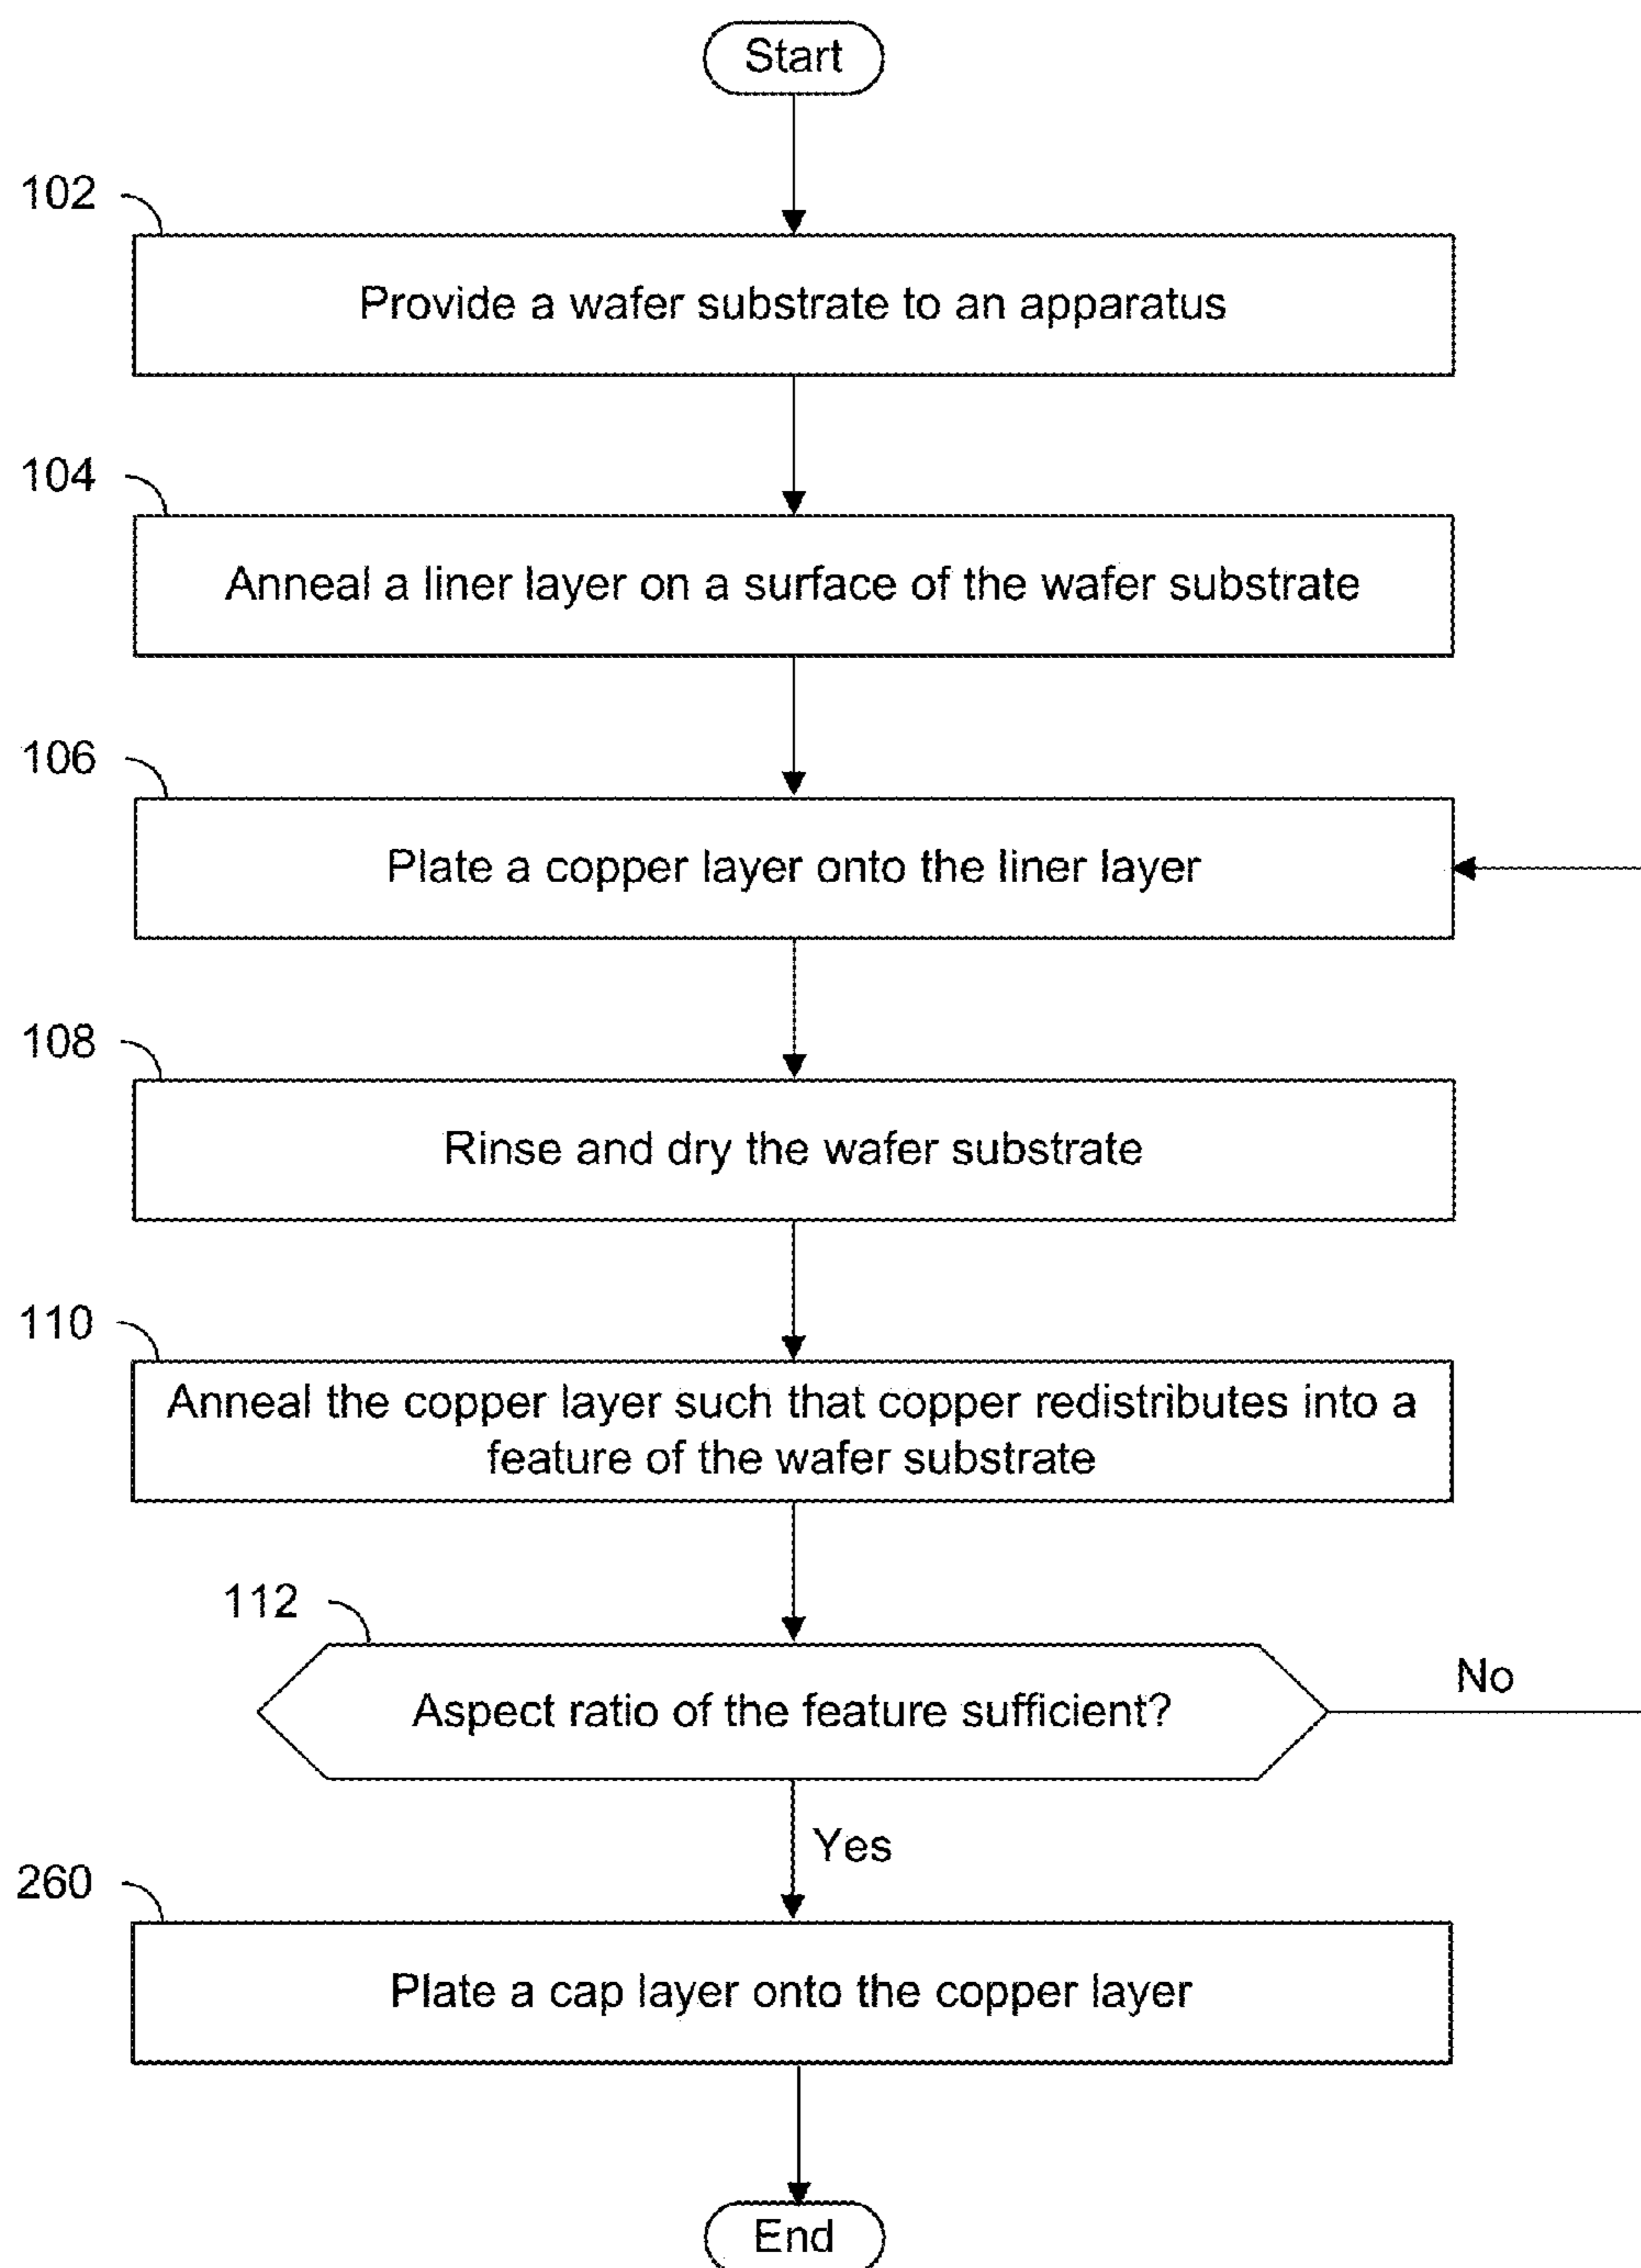 Start
102
Provide a wafer substrate to an apparatus
104
Anneal a liner layer on a surface of the wafer substrate
106
Plate a copper layer onto the liner layer
108
Rinse and dry the wafer substrate
110
Anneal the copper layer such that copper redistributes into a
feature of the wafer substrate
112
Aspect ratio of the feature sufficient?
No
Yes
260
Plate a cap layer onto the copper layer
End